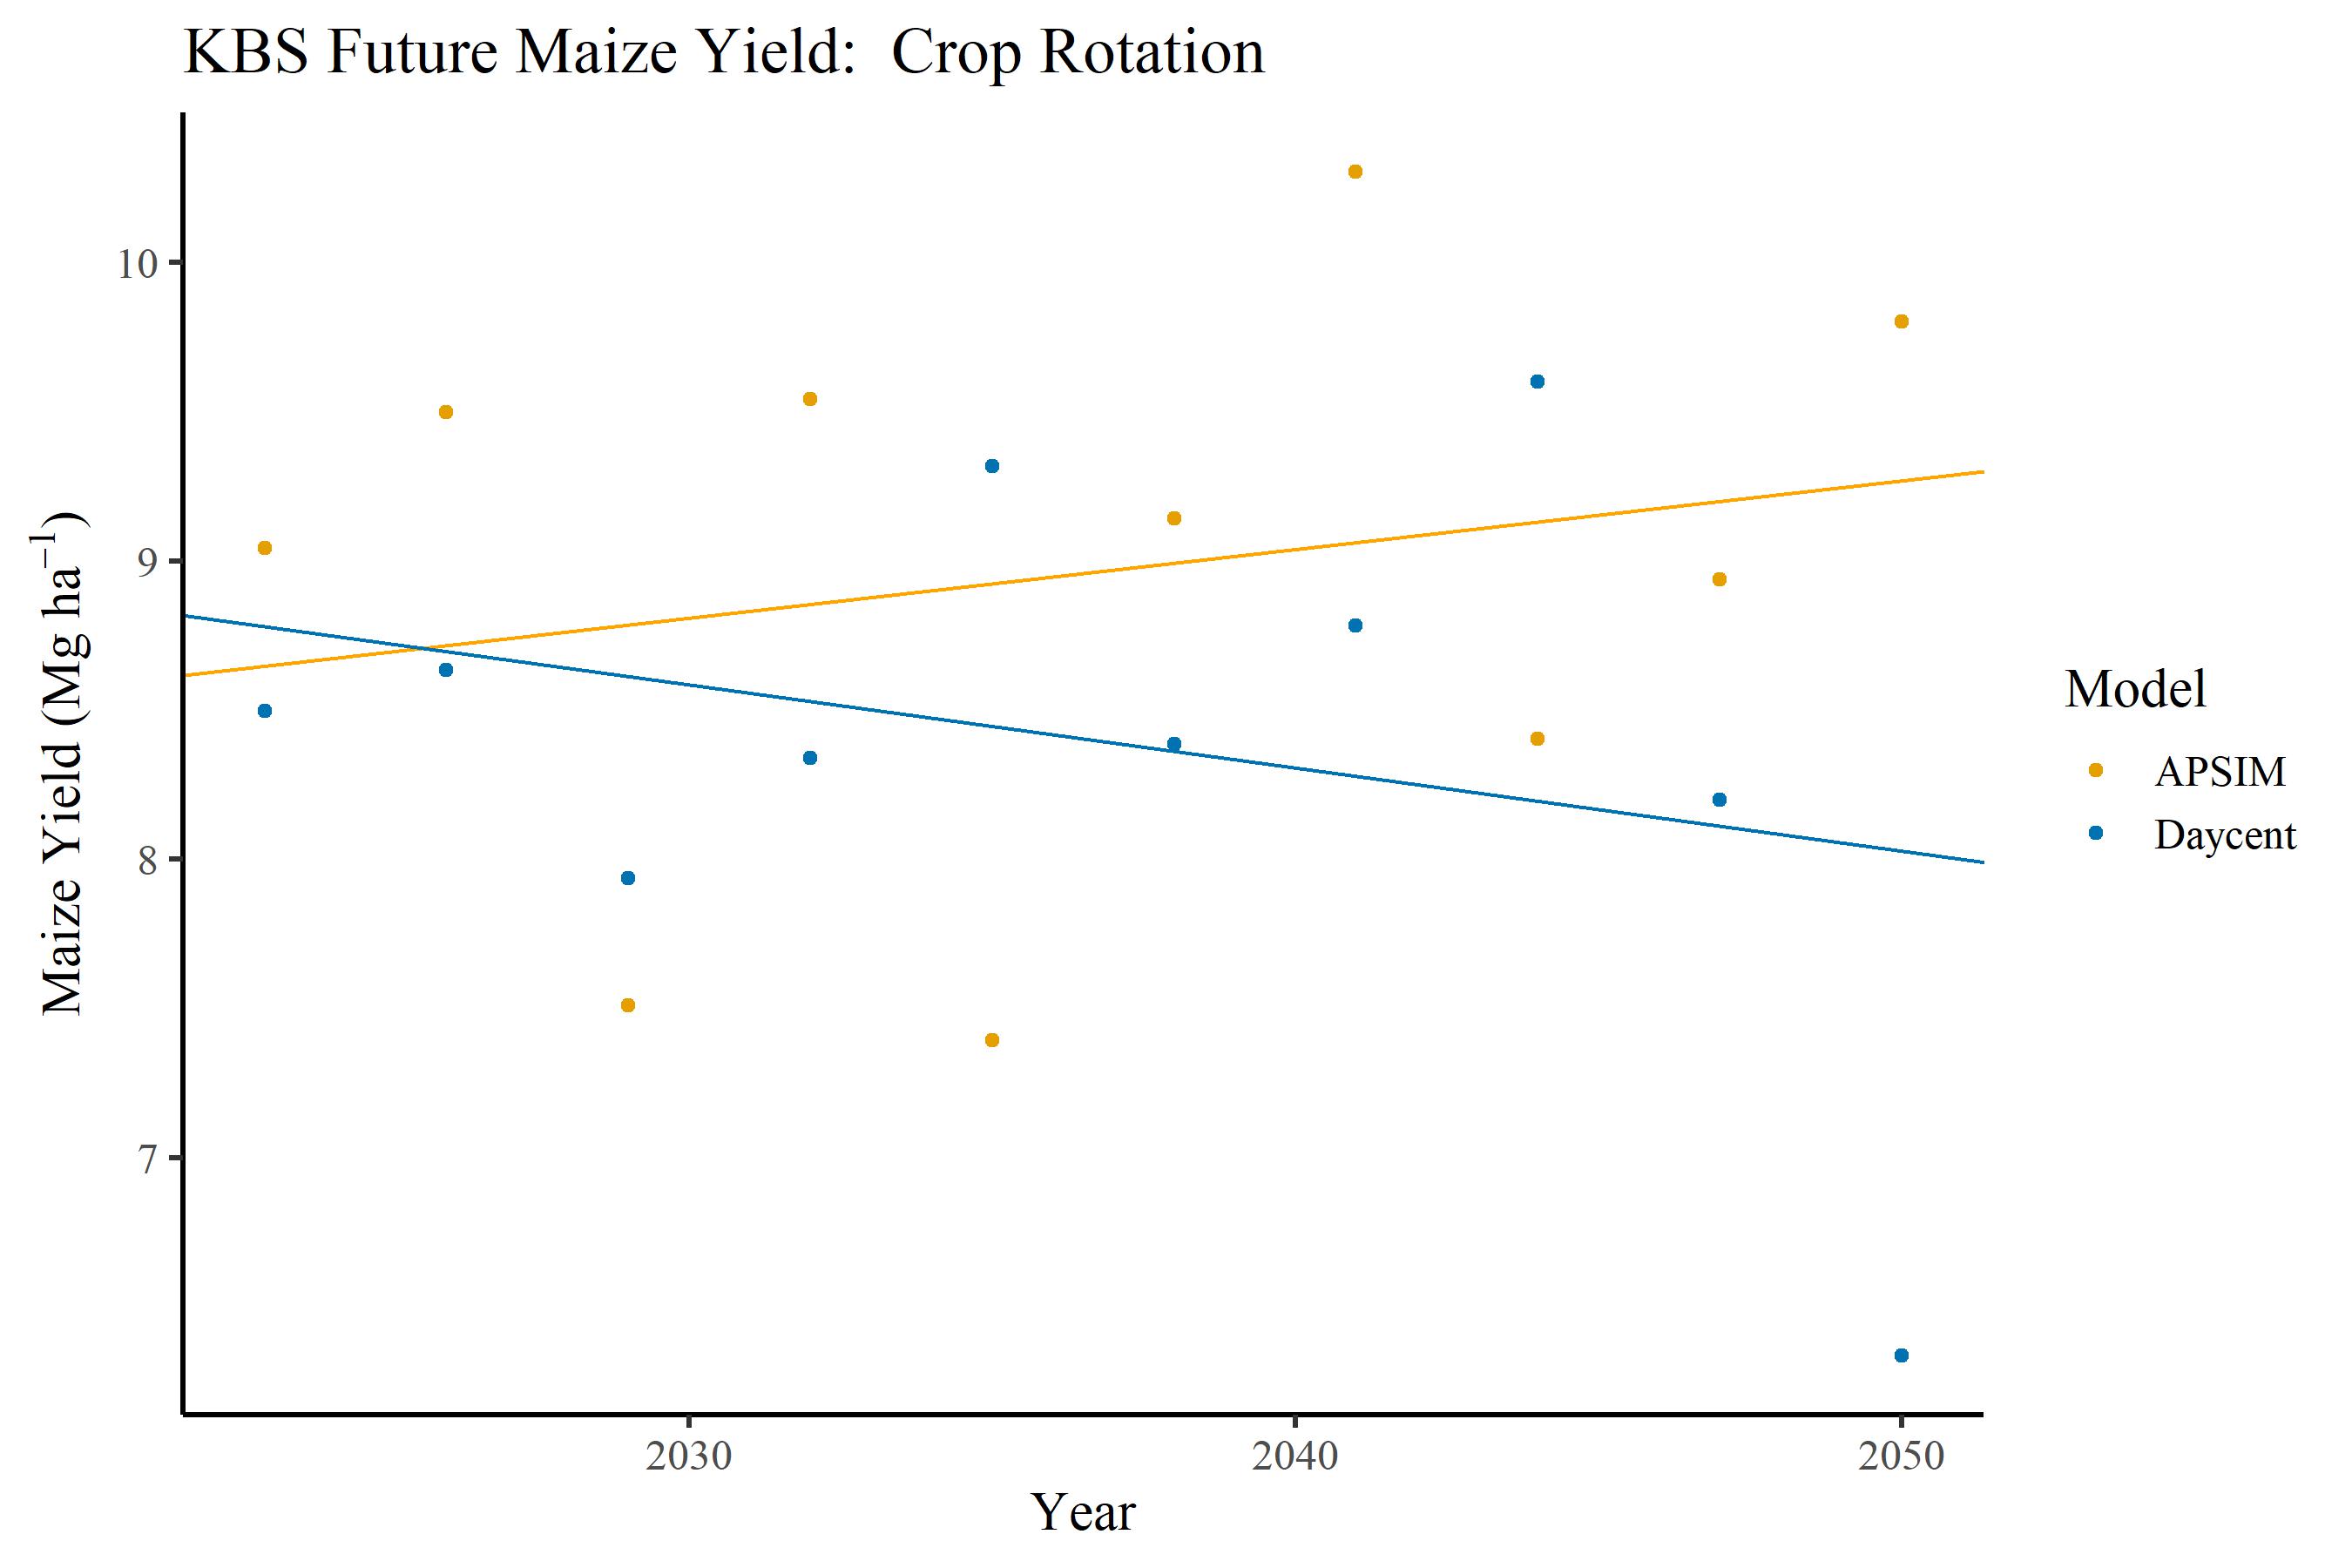 KBS Future Maize Yield:  Crop Rotation
Maize Yield (Mg ha⁻¹)
10
9
8
7
2030 2040 2050
Year
Model
APSIM
Daycent